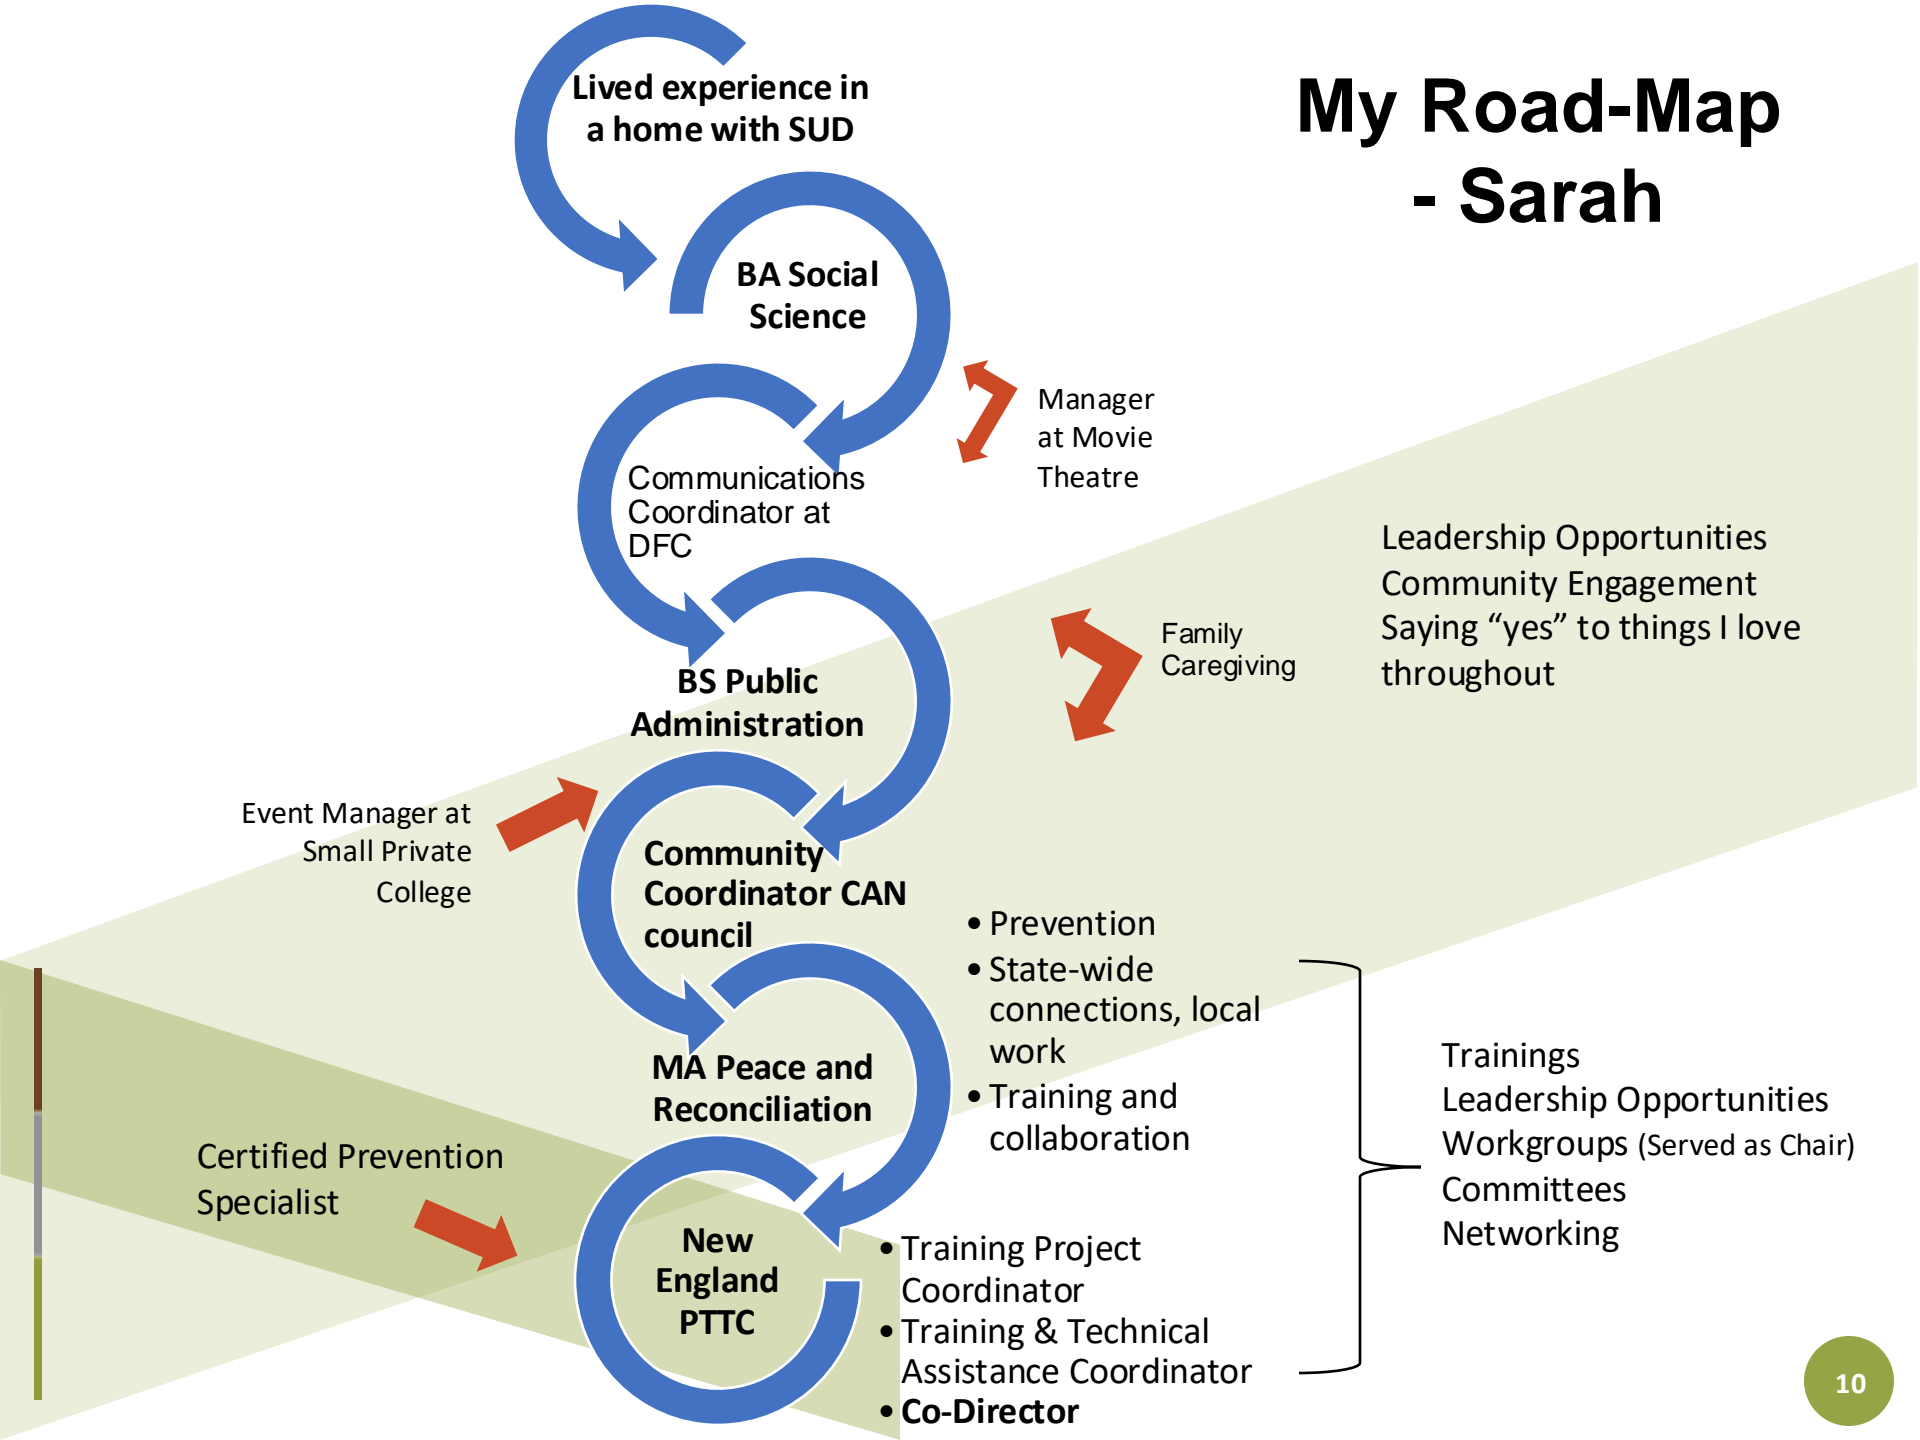 My Road-Map
- Sarah
Lived experience in
a home with SUD
BA Social
Science
Manager
at Movie
Theatre
Communications
Coordinator at
DFC
Leadership Opportunities
Community Engagement
Saying “yes” to things I love
throughout
Family
Caregiving
BS Public
Administration
Event Manager at
Small Private
College
Community
Coordinator CAN
council
• Prevention
• State-wide
connections, local
work
• Training and
collaboration
MA Peace and
Reconciliation
Trainings
Leadership Opportunities
Workgroups (Served as Chair)
Committees
Networking
Certified Prevention
Specialist
New
England
PTTC
• Training Project
Coordinator
• Training & Technical
Assistance Coordinator
• Co-Director
10